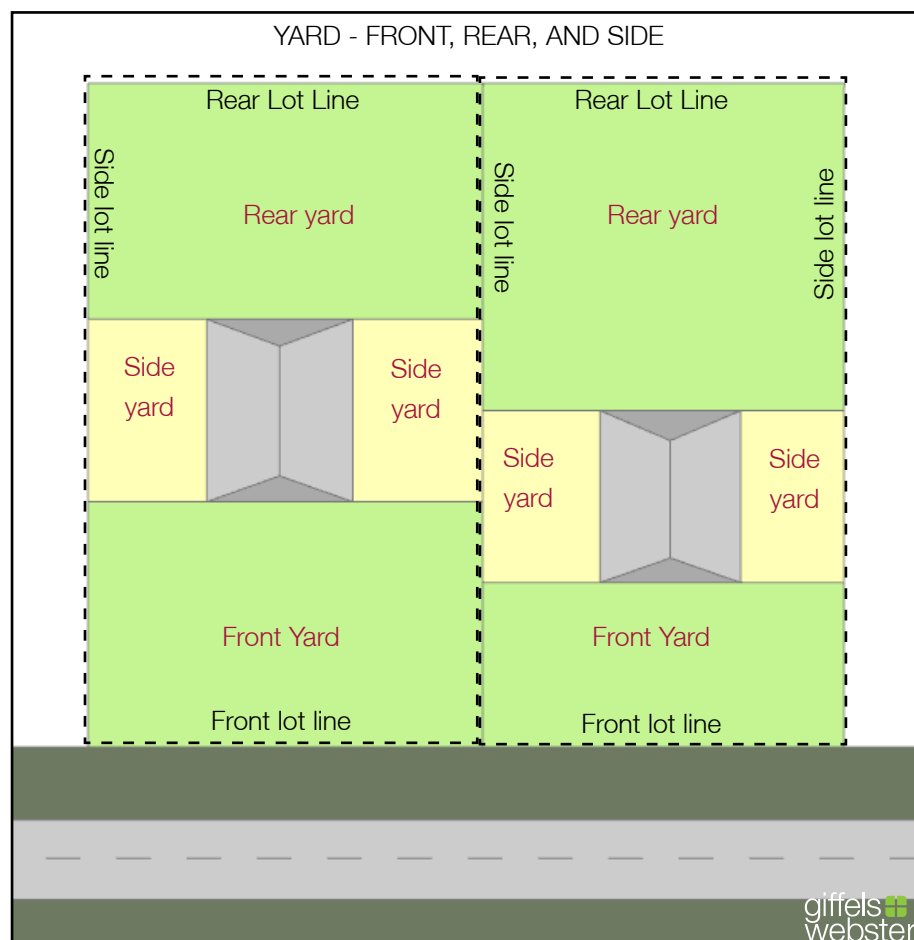 YARD - FRONT, REAR, AND SIDE
Rear Lot Line
Rear Lot Line
Side lot line
Side lot line
Side lot line
Rear yard
Rear yard
Side
yard
Side
yard
Side
yard
Side
yard
Front Yard
Front Yard
Front lot line
Front lot line
giffels
webster